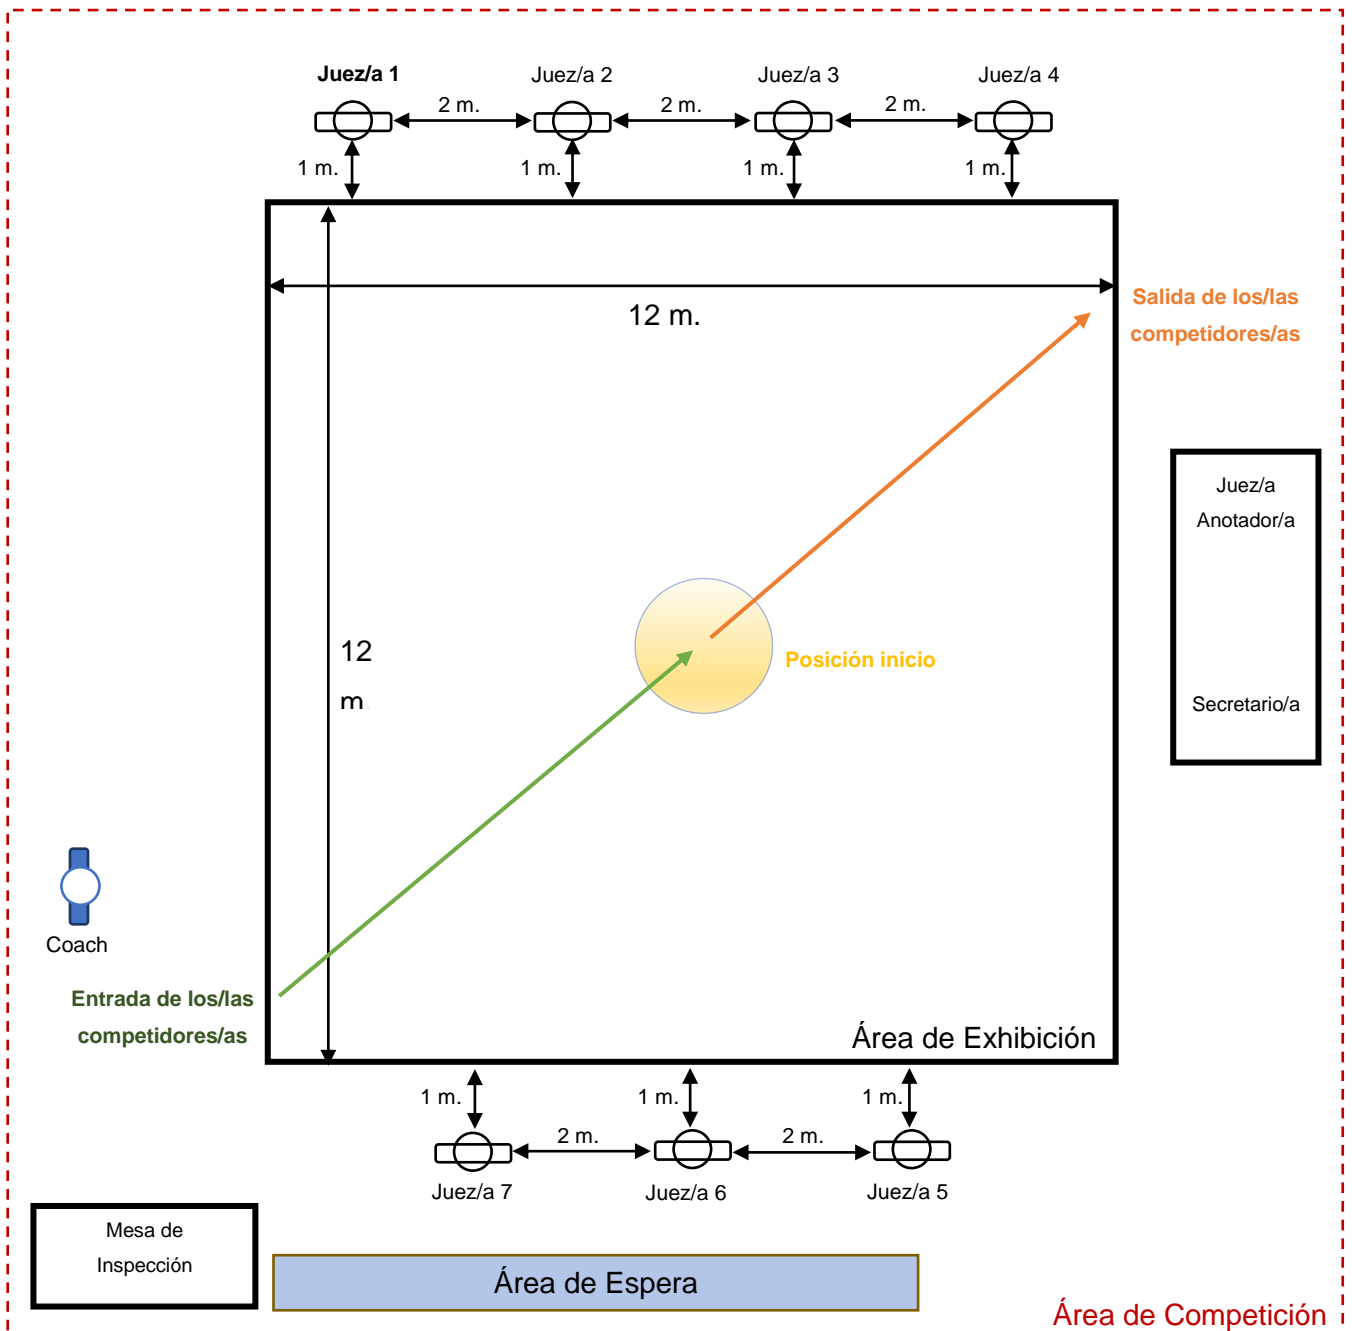 Juez/a 1
Juez/a 2
Juez/a 3
Juez/a 4
2 m.
2 m.
2 m.
1 m.
1 m.
1 m.
1 m.
12 m.
Salida de los/las
competidores/as
Juez/a
Anotador/a
12
m.
Posición inicio
Secretario/a
Coach
Entrada de los/las
competidores/as
Área de Exhibición
1 m.
1 m.
1 m.
2 m.
2 m.
Juez/a 7
Juez/a 6
Juez/a 5
Mesa de
Inspección
Área de Espera
Área de Competición